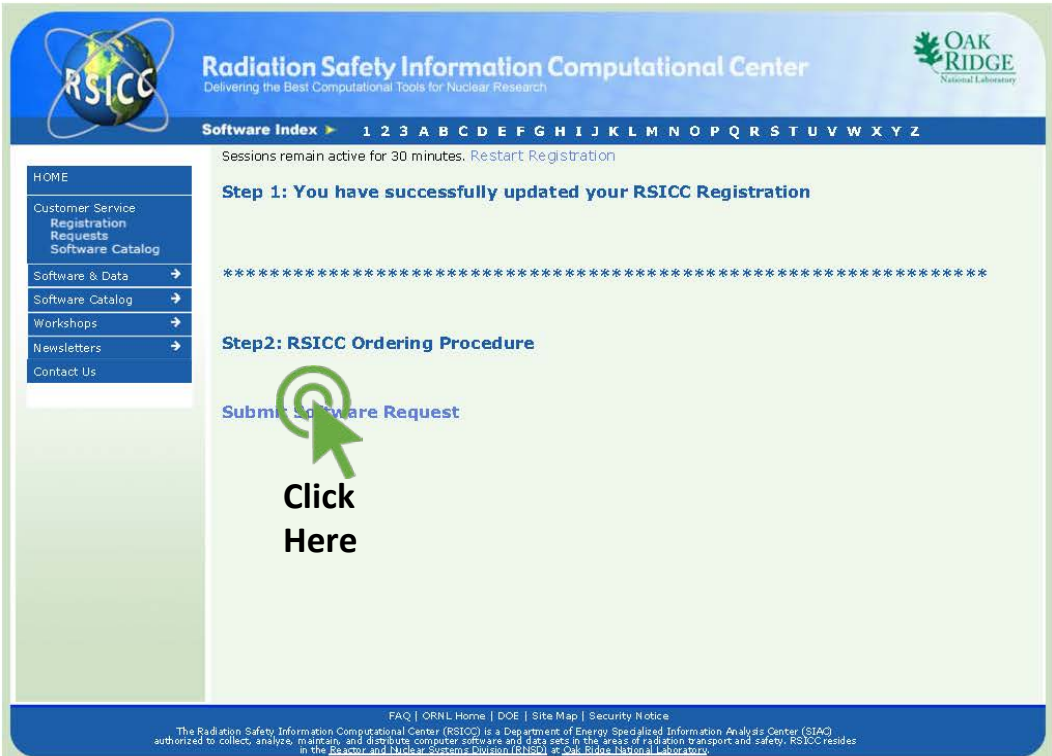 RSICC
Radiation Safety Information Computational Center
Delivering the Best Computational Tools for Nuclear Research
OAK
RIDGE
National Laboratory
Software Index ➤ 1 2 3 A B C D E F G H I J K L M N O P Q R S T U V W X Y Z
Sessions remain active for 30 minutes. Restart Registration
HOME
Customer Service
Registration
Requests
Software Catalog
Software & Data
Software Catalog
Workshops
Newsletters
Contact Us
Step 1: You have successfully updated your RSICC Registration
*****************************************************************
Step2: RSICC Ordering Procedure
Submit Software Request
Click
Here
FAQ | ORNL Home | DOE | Site Map | Security Notice
The Radiation Safety Information Computational Center (RSICC) is a Department of Energy Specialized Information Analysis Center (SIAC)
authorized to collect, analyze, maintain, and distribute computer software and data sets in the areas of radiation transport and safety. RSICC resides
in the Reactor and Nuclear Systems Division (RNSD) at Oak Ridge National Laboratory.